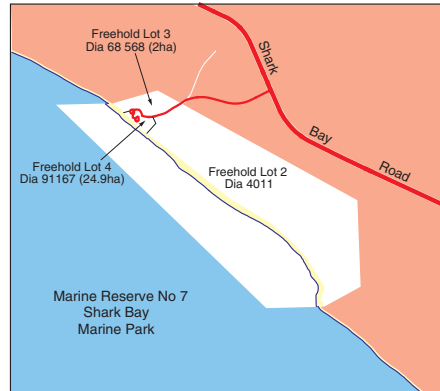 Freehold Lot 3
Dia 68 568 (2ha)
Shark
Bay
Road
Freehold Lot 4
Dia 91167 (24.9ha)
Freehold Lot 2
Dia 4011
Marine Reserve No 7
Shark Bay
Marine Park